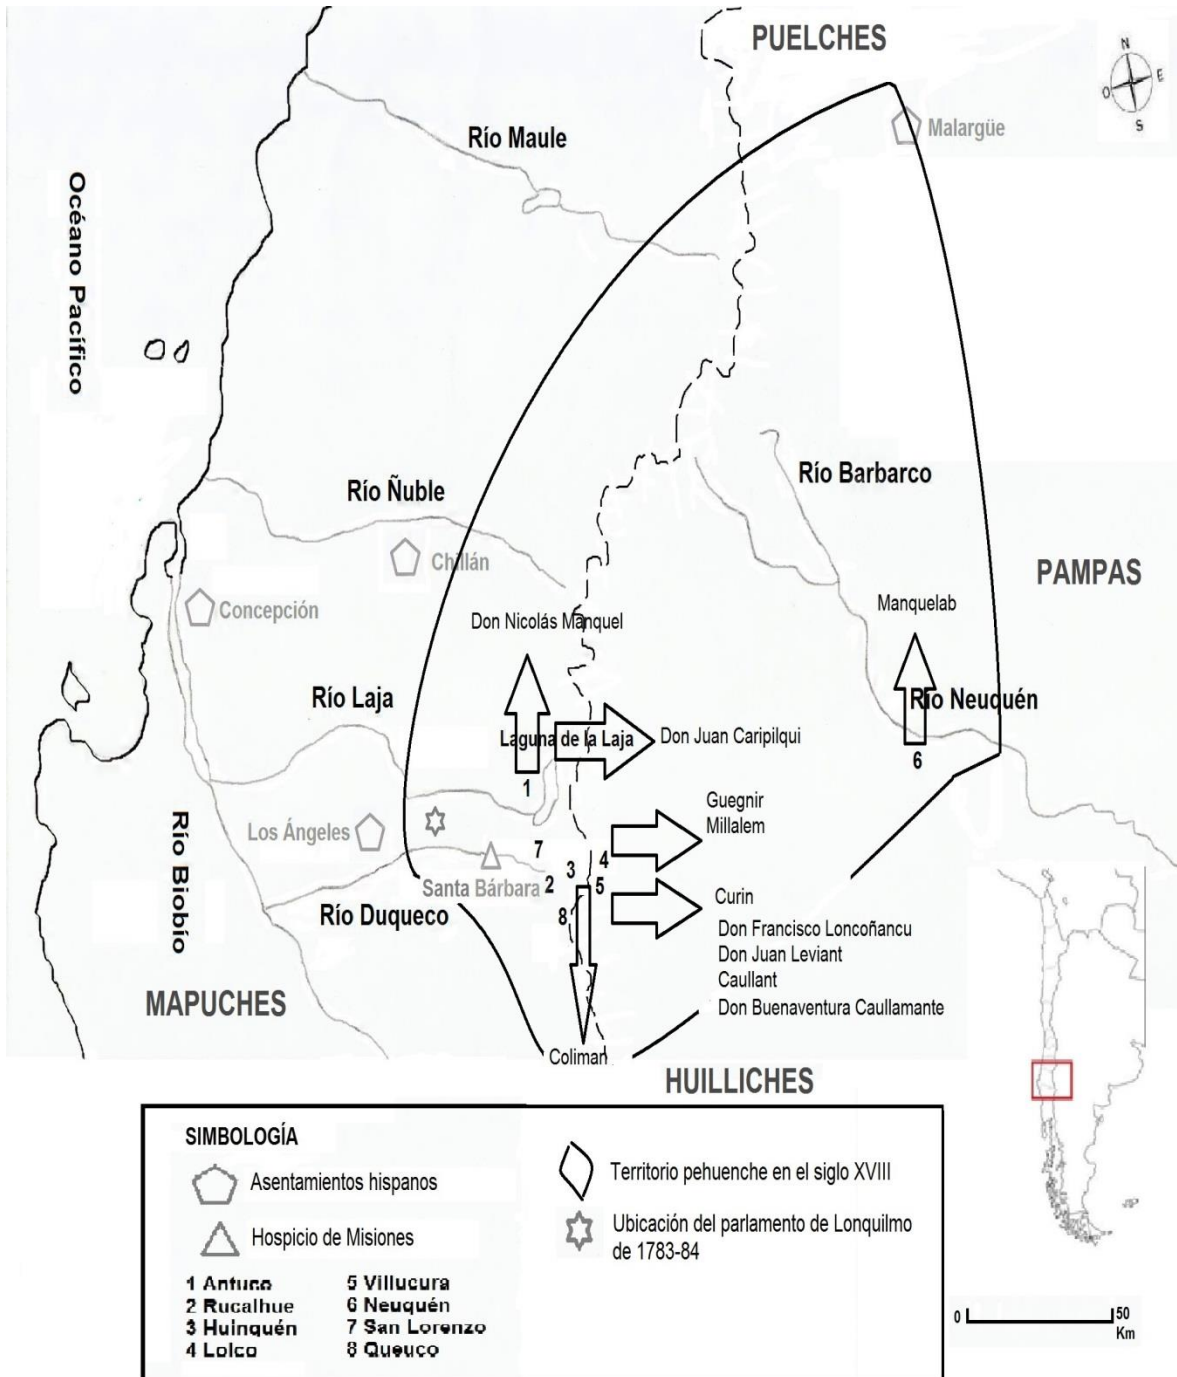 PUELCHES
N
E
O
S
Malargüe
Río Maule
Océano Pacífico
Río Barbarco
Río Ñuble
Chillán
PAMPAS
Concepción
Manquelab
Don Nicolás Manquel
Río Laja
Río Neuquén
Laguna de la Laja
Don Juan Caripilqui
6
1
Guegnir
Millalem
Río Biobío
Los Ángeles
7
4
3
Santa Bárbara
2
5
Curin
Río Duqueco
8
Don Francisco Loncoñancu
Don Juan Leviant
Caullant
Don Buenaventura Caullamante
MAPUCHES
Coliman
HUILLICHES
SIMBOLOGÍA
Asentamientos hispanos
Hospicio de Misiones
Territorio pehuenche en el siglo XVIII
Ubicación del parlamento de Lonquilmo
de 1783-84
1 Antuco
2 Rucalhue
3 Huinquén
4 Lolco
5 Villucura
6 Neuquén
7 San Lorenzo
8 Queuco
0
50
Km